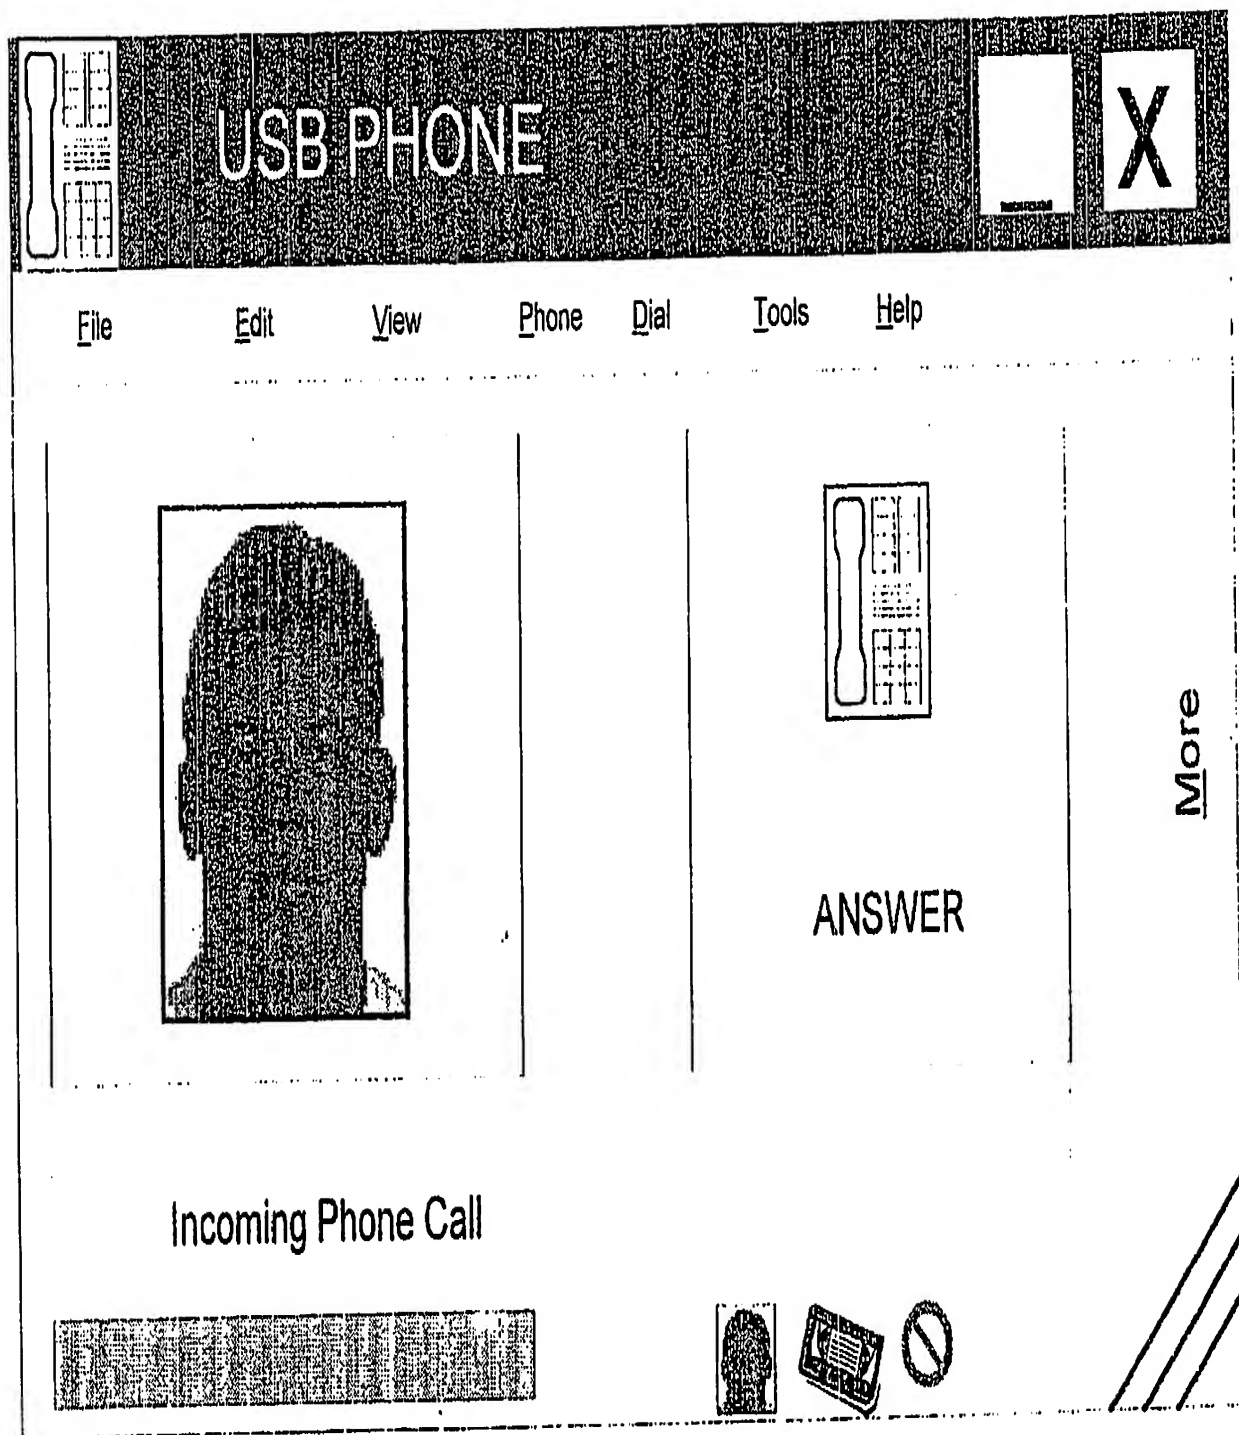 USB PHONE
X
File Edit View Phone Dial Tools Help
More
ANSWER
Incoming Phone Call